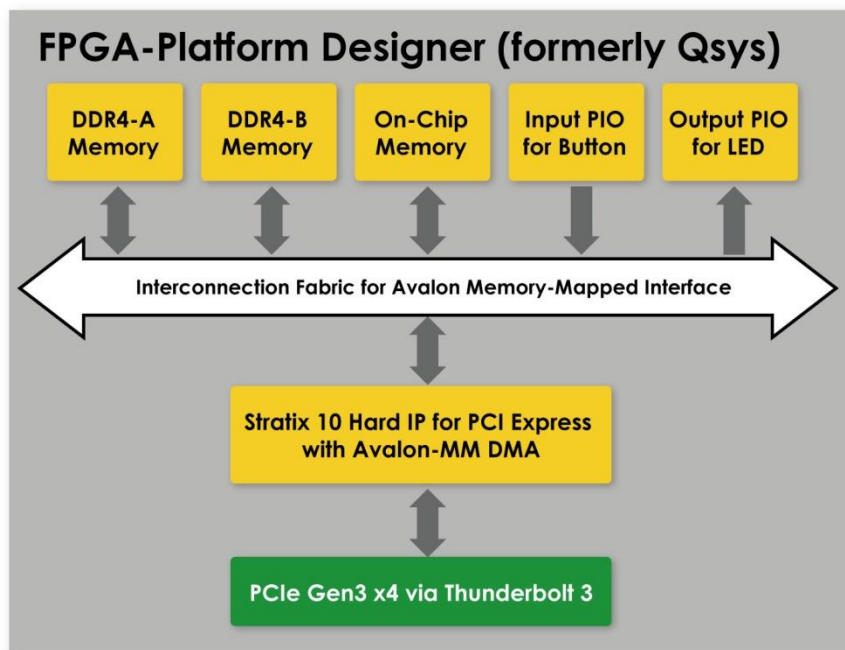 FPGA-Platform Designer (formerly Qsys)
DDR4-A
Memory
DDR4-B
Memory
On-Chip
Memory
Input PIO
for Button
Output PIO
for LED
Interconnection Fabric for Avalon Memory-Mapped Interface
Stratix 10 Hard IP for PCI Express
with Avalon-MM DMA
PCIe Gen3 x4 via Thunderbolt 3